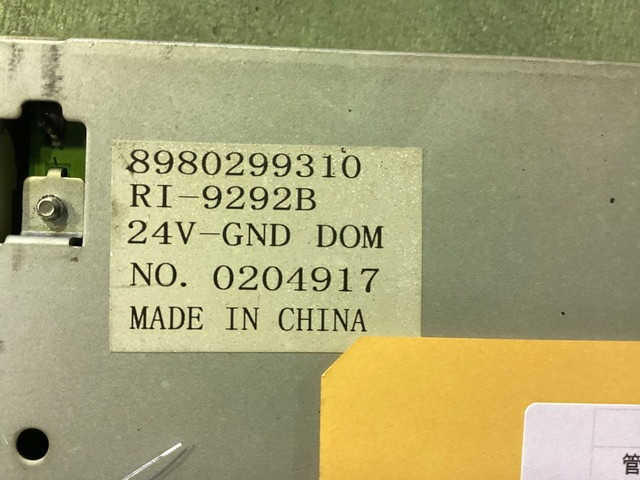 8980299310
RI-9292B
24V-GND DOM
NO. 0204917
MADE IN CHINA
管